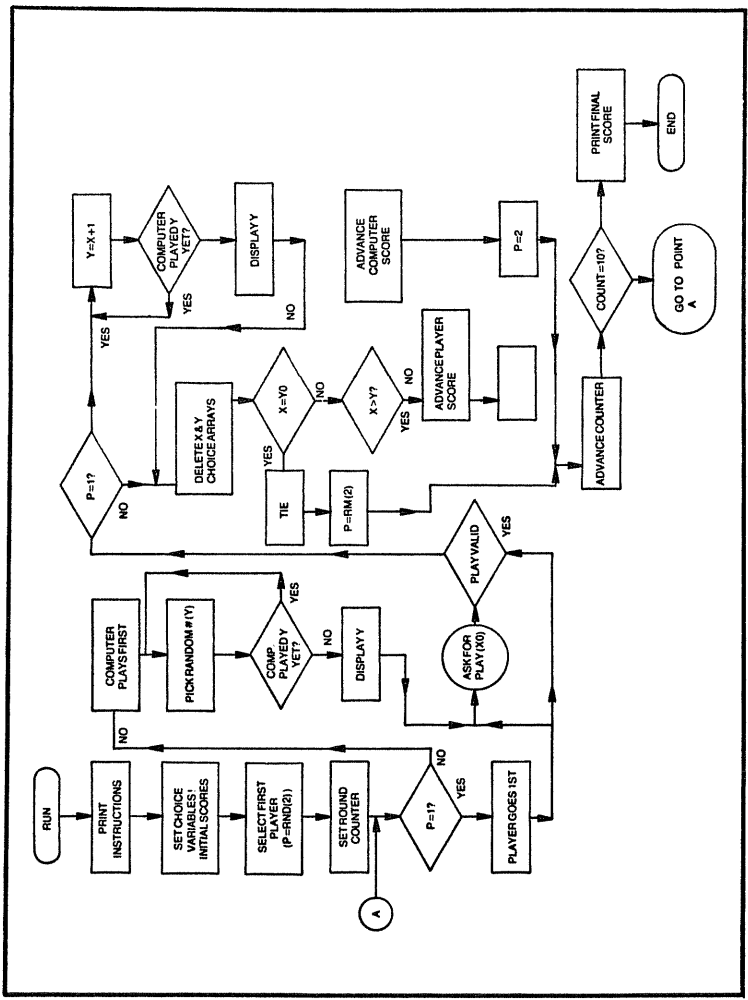 RUN
PRINT
INSTRUCTIONS
SET CHOICE
VARIABLES!
INITIAL SCORES
SELECT FIRST
PLAYER
(P=RND(2))
SET ROUND
COUNTER
A
P=1?
NO
YES
PLAYER GOES 1ST
COMPUTER
PLAYS FIRST
PICK RANDOM # (Y)
COMP.
PLAYED Y
YET?
YES
NO
DISPLAY Y
ASK FOR
PLAY (X0)
PLAY VALID
YES
P=1?
YES
NO
Y=X+1
COMPUTER
PLAYED Y
YET?
YES
DISPLAY Y
NO
DELETE X & Y
CHOICE ARRAYS
X=Y0
YES
NO
TIE
P=RM(2)
X>Y?
YES
NO
ADVANCE PLAYER
SCORE
ADVANCE
COMPUTER
SCORE
P=2
ADVANCE COUNTER
COUNT=10?
GO TO POINT
A
PRINT FINAL
SCORE
END